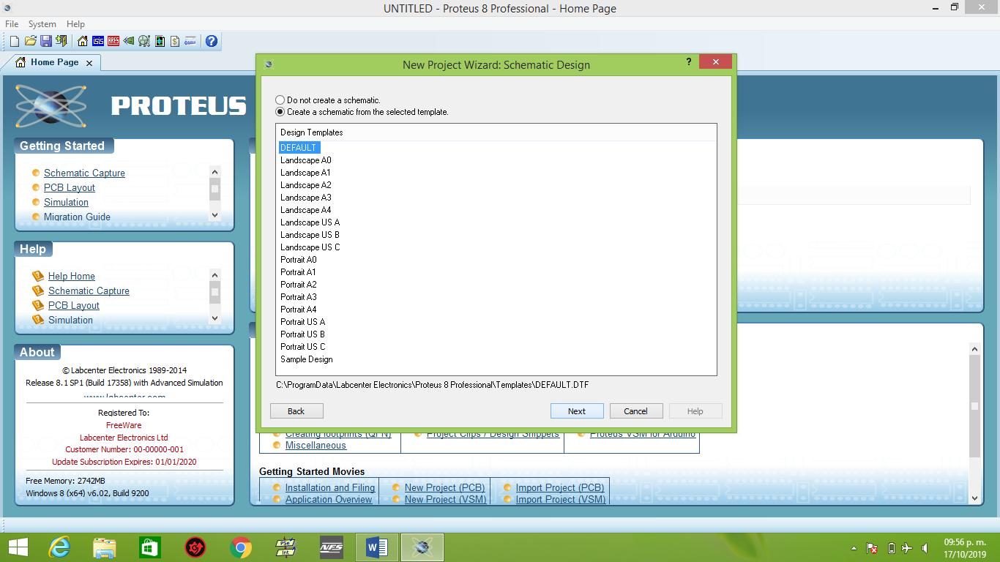 UNTITLED - Proteus 8 Professional - Home Page
File System Help
ISIS ARES
Home Page
New Project Wizard: Schematic Design
PROTEUS
Do not create a schematic.
Create a schematic from the selected template.
Design Templates
DEFAULT
Landscape A0
Landscape A1
Landscape A2
Landscape A3
Landscape A4
Landscape US A
Landscape US B
Landscape US C
Portrait A0
Portrait A1
Portrait A2
Portrait A3
Portrait A4
Portrait US A
Portrait US B
Portrait US C
Sample Design
C:\ProgramData\Labcenter Electronics\Proteus 8 Professional\Templates\DEFAULT.DTF
Back Next Cancel Help
Getting Started
Schematic Capture
PCB Layout
Simulation
Migration Guide
Help
Help Home
Schematic Capture
PCB Layout
Simulation
About
© Labcenter Electronics 1989-2014
Release 8.1 SP1 (Build 17358) with Advanced Simulation
www.labcenter.com
Registered To:
FreeWare
Labcenter Electronics Ltd
Customer Number: 00-00000-001
Update Subscription Expires: 01/01/2020
Free Memory: 2742MB
Windows 8 (x64) v6.02, Build 9200
Creating footprints (QFN) Project Clips / Design Snippets Proteus VSM for Arduino
Miscellaneous
Getting Started Movies
Installation and Filing New Project (PCB) Import Project (PCB)
Application Overview New Project (VSM) Import Project (VSM)
PSe
Int
NFS
09:56 p. m.
17/10/2019